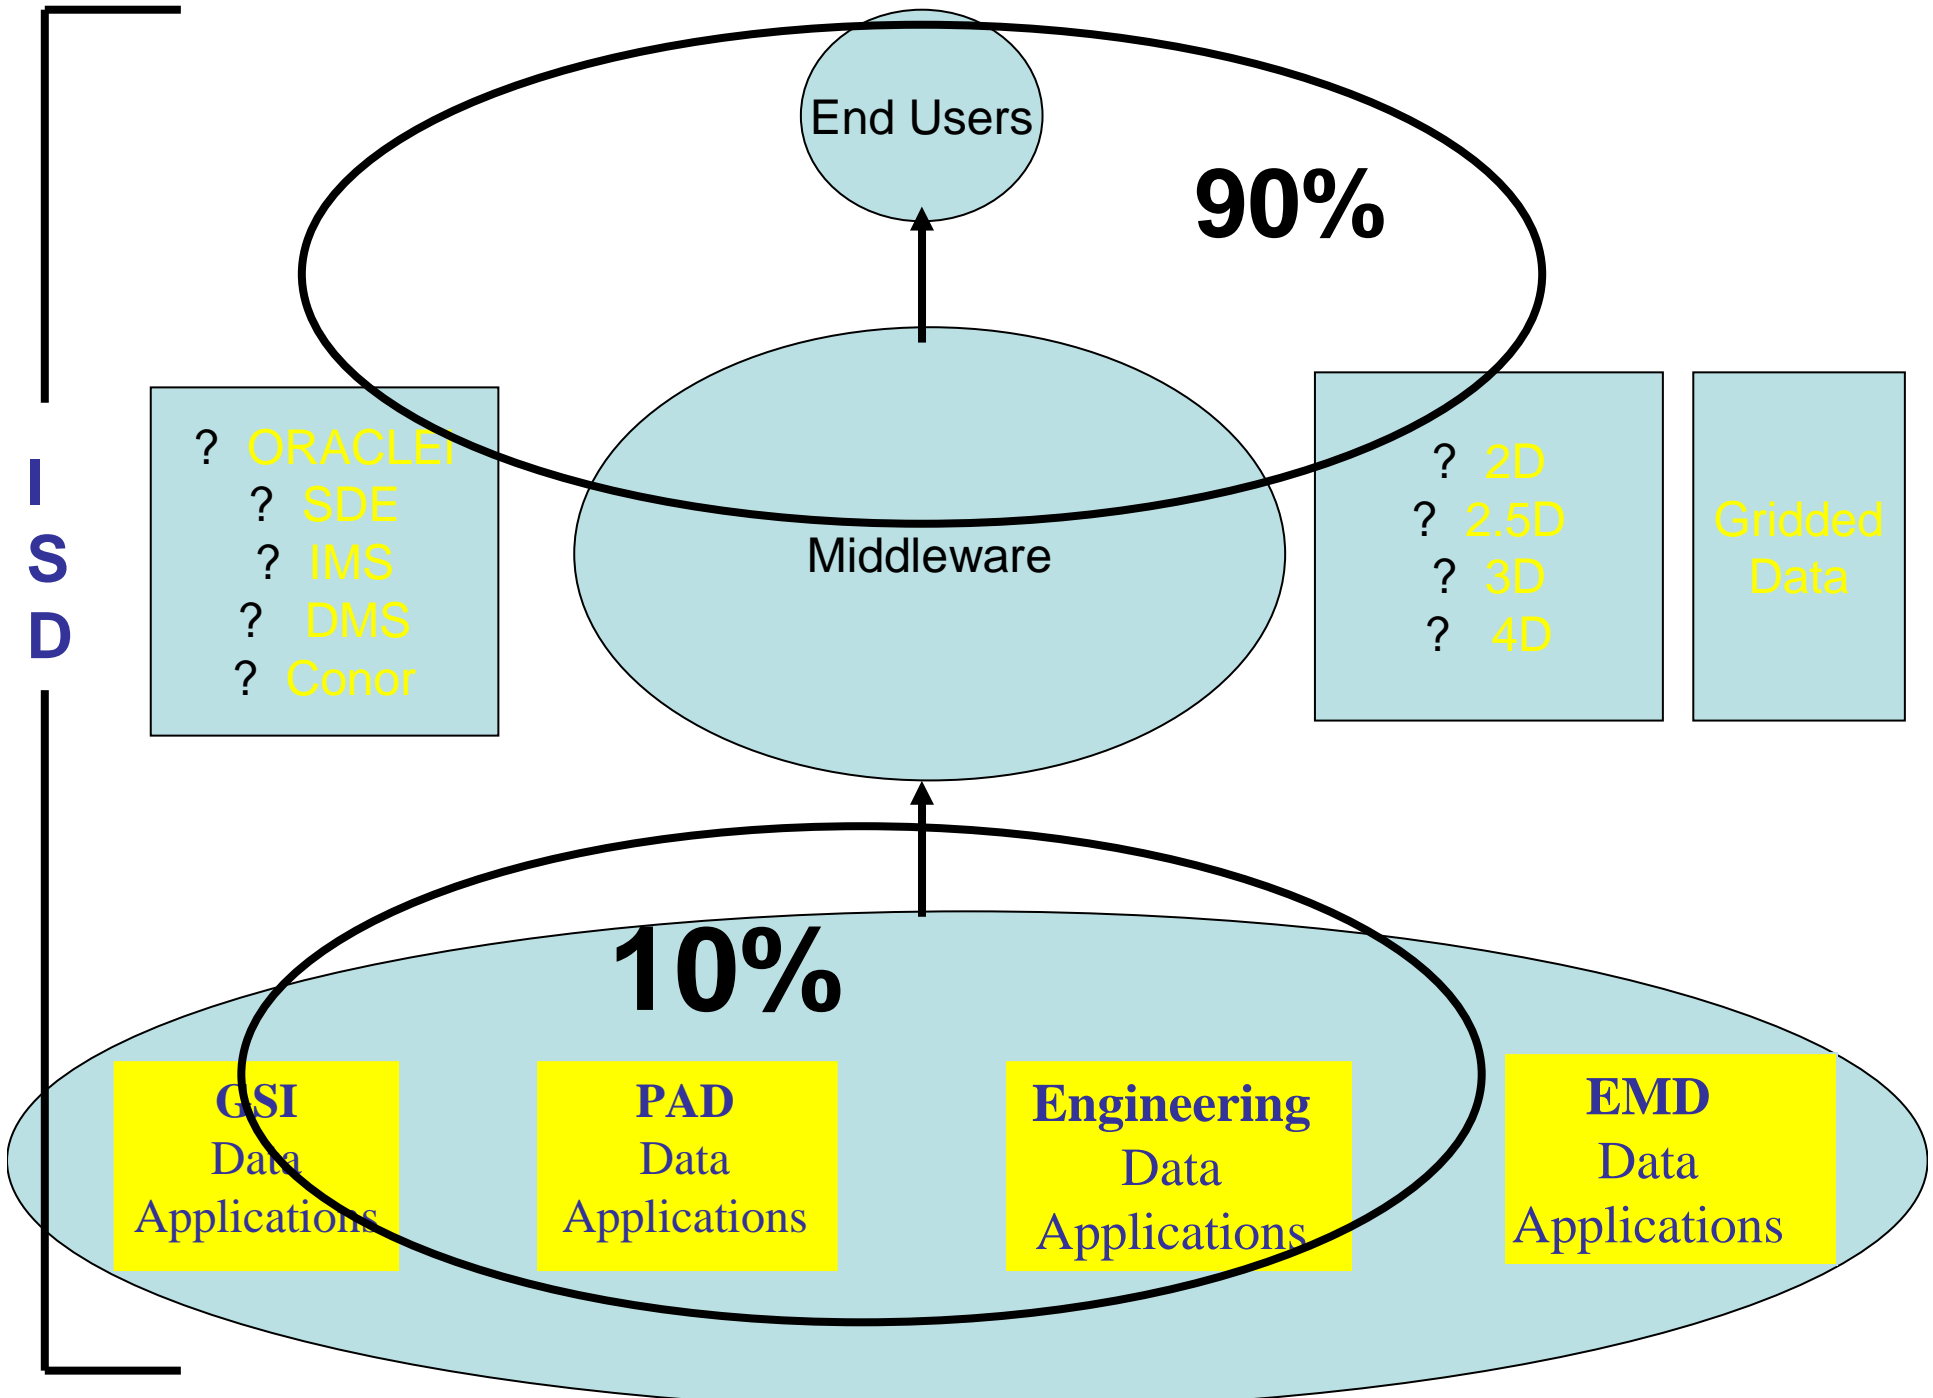 End Users
90%
I
S
D
? ORACLEi
? SDE
? IMS
? DMS
? Conor
Middleware
? 2D
? 2.5D
? 3D
? 4D
Gridded
Data
10%
GSI
Data
Applications
PAD
Data
Applications
Engineering
Data
Applications
EMD
Data
Applications